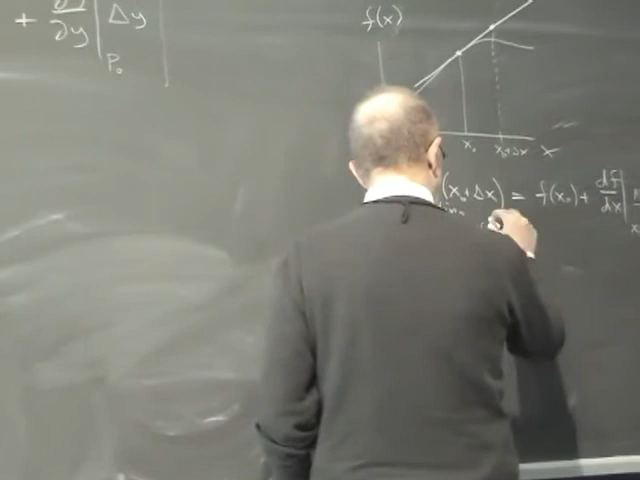 + ∂f/∂y | Δy
P₀
f(x)
x₀ x₀+Δx x
(x₀+Δx) = f(x₀)+ df/dx |